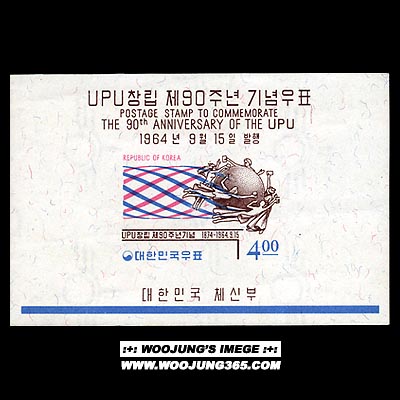 UPU창립 제90주년 기념우표
POSTAGE STAMP TO COMMEMORATE
THE 90th ANNIVERSARY OF THE UPU
1964년 9월 15일 발행
REPUBLIC OF KOREA
UPU창립제90주년기념 1874-1964.9.15
대한민국우표 400
대한민국 체신부
:+: WOOJUNG'S IMEGE :+:
WWW.WOOJUNG365.COM